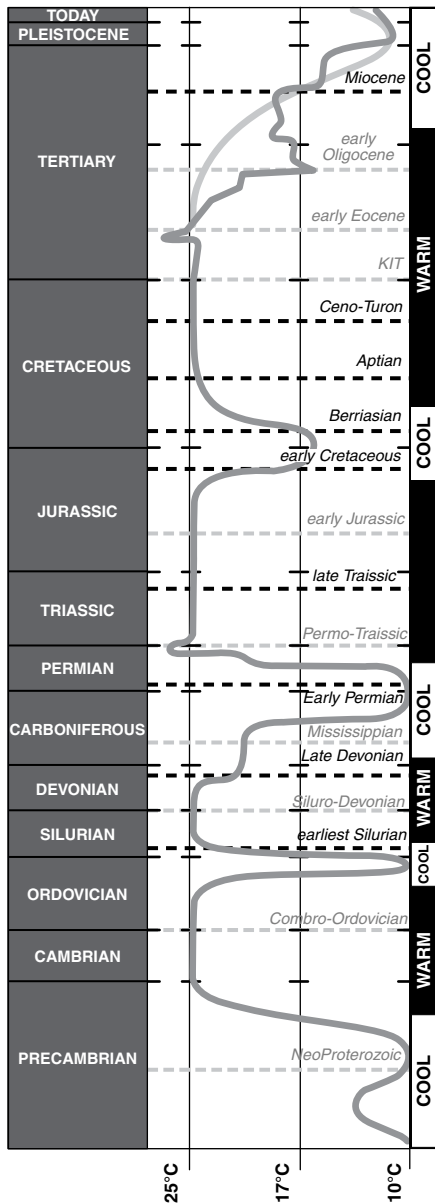 TODAY
PLEISTOCENE
Miocene
early
Oligocene
TERTIARY
early Eocene
KIT
Ceno-Turon
CRETACEOUS
Aptian
Berriasian
early Cretaceous
JURASSIC
early Jurassic
late Traissic
TRIASSIC
Permo-Traissic
PERMIAN
Early Permian
CARBONIFEROUS
Mississippian
Late Devonian
DEVONIAN
Siluro-Devonian
SILURIAN
earliest Silurian
ORDOVICIAN
Combro-Ordovician
CAMBRIAN
PRECAMBRIAN
NeoProterozoic
COOL
WARM
COOL
COOL
WARM
COOL
WARM
COOL
25°C
17°C
10°C